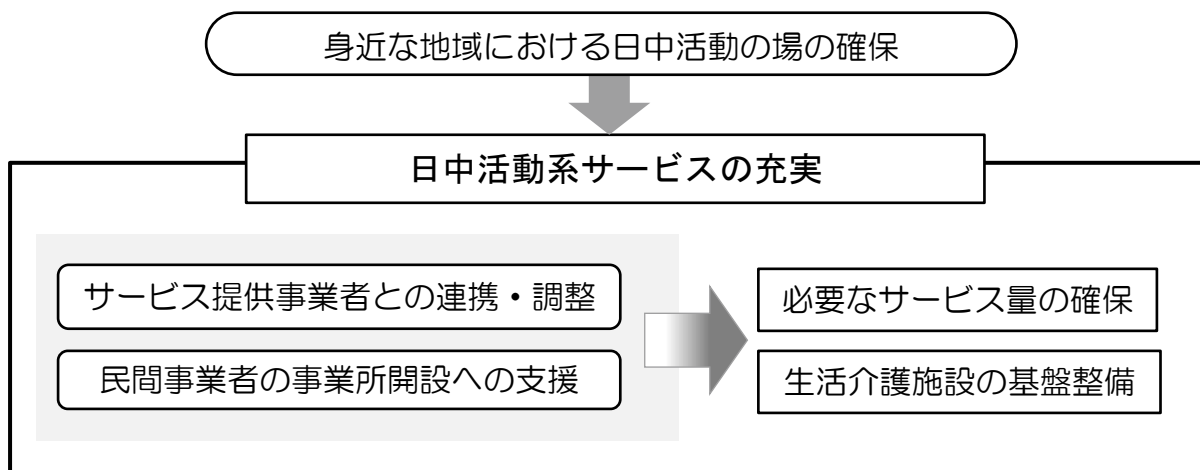 身近な地域における日中活動の場の確保
日中活動系サービスの充実
サービス提供事業者との連携・調整
民間事業者の事業所開設への支援
必要なサービス量の確保
生活介護施設の基盤整備